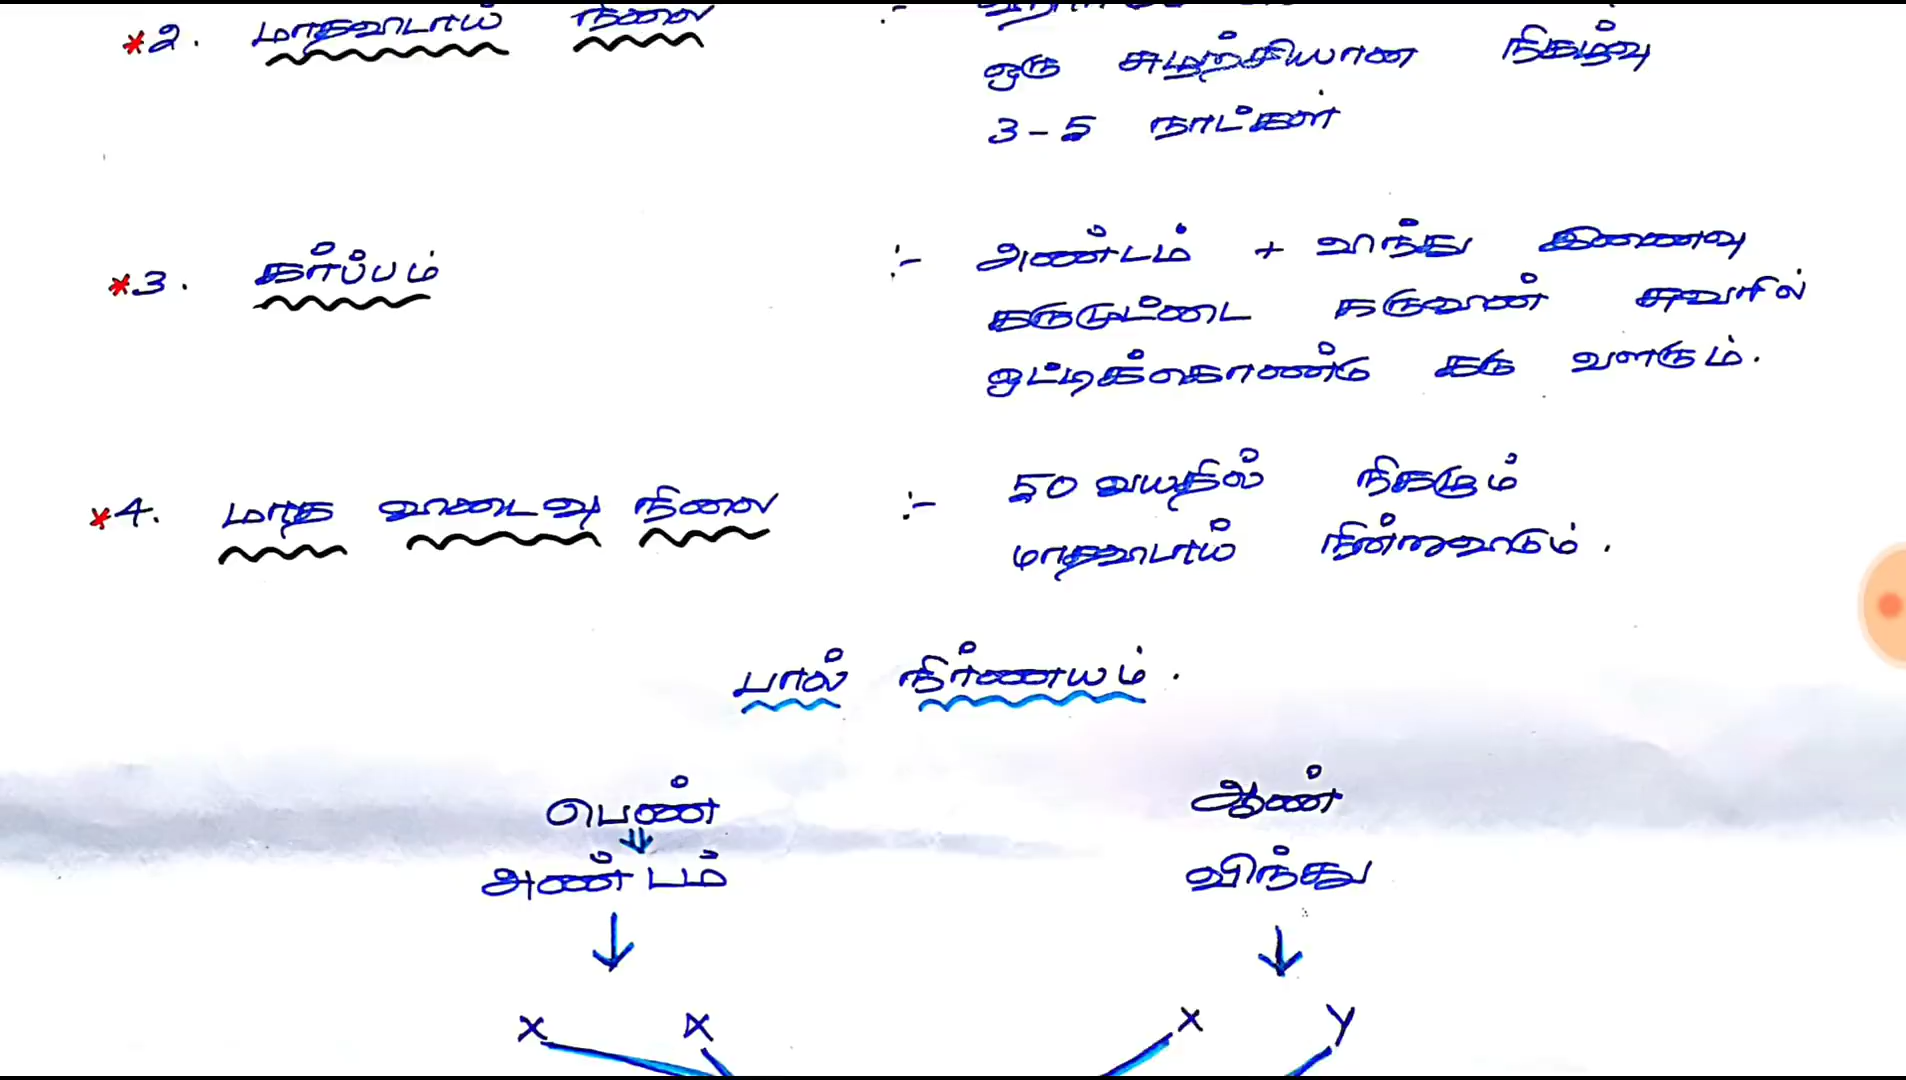 *2. மாதவிடாய் நிலை :-
ஒரு சுழற்சியான நிகழ்வு
3-5 நாட்கள்
*3. கர்ப்பம் :- அண்டம் + விந்து இணைவு
கருமுட்டை கருவண் சுவரில்
ஒட்டிக்கொண்டு கரு வளரும்.
*4. மாத விடைவு நிலை :- 50 வயதில் நிகழும்
மாதவிடாய் நின்றுவிடும்.
பால் நிர்ணயம்.
பெண் ஆண்
அண்டம் விந்து
X X X Y